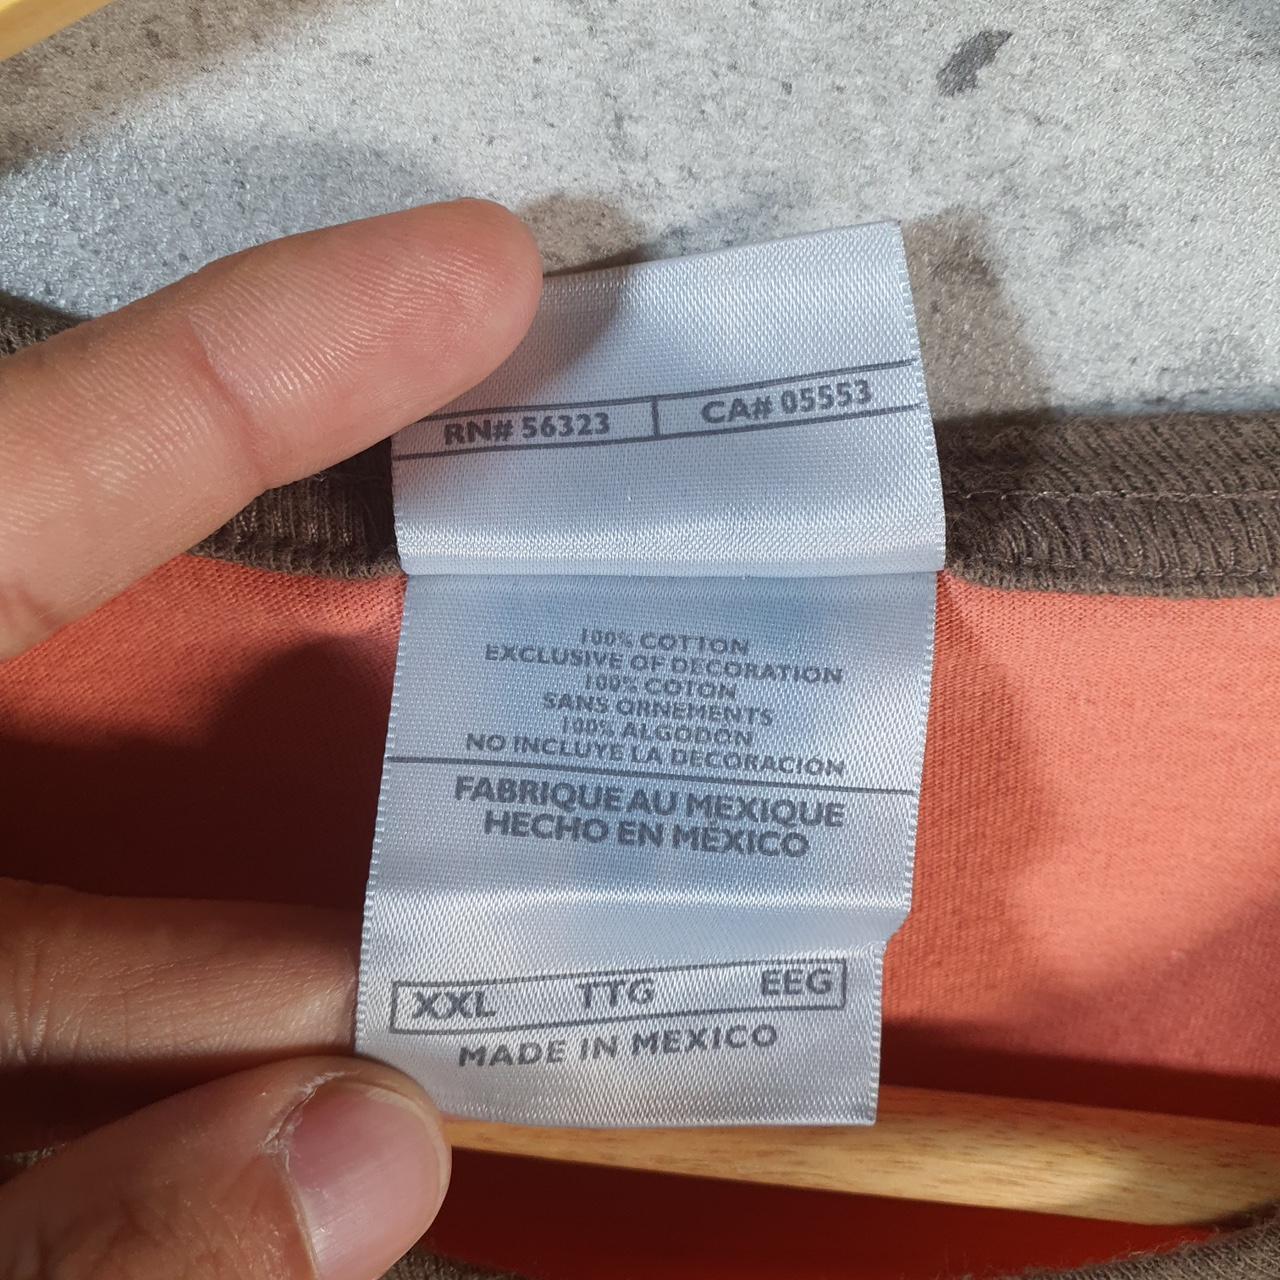 RN# 56323 CA# 05553
100% COTTON
EXCLUSIVE OF DECORATION
100% COTON
SANS ORNEMENTS
100% ALGODON
NO INCLUYE LA DECORACION
FABRIQUE AU MEXIQUE
HECHO EN MÉXICO
XXL TTG EEG
MADE IN MEXICO